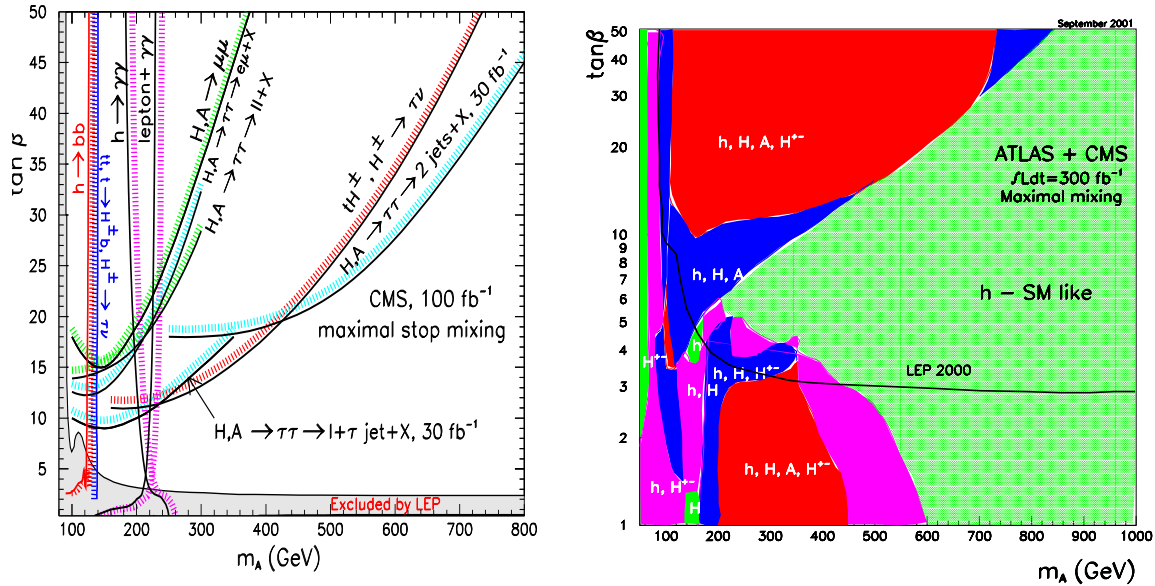 50
45
40
35
30
25
20
15
10
5
tan β
h → bb
tt, t → H±b, H± → τν
h → γγ
lepton+ γγ
H,A → μμ
H,A → ττ → eμ+X
H,A → ττ → ll+X
tH±, H± → τν
H,A → ττ → 2 jets+X, 30 fb⁻¹
CMS, 100 fb⁻¹
maximal stop mixing
H,A → ττ → l+τ jet+X, 30 fb⁻¹
Excluded by LEP
100 200 300 400 500 600 700 800
m_A (GeV)
September 2001
tanβ
50
40
30
20
10
9
8
7
6
5
4
3
2
1
h, H, A, H⁺⁻
ATLAS + CMS
∫Ldt=300 fb⁻¹
Maximal mixing
h, H, A
h – SM like
h
H⁺⁻
h, H, H⁺⁻
LEP 2000
h, H
h, H, A, H⁺⁻
h, H⁺⁻
H
100 200 300 400 500 600 700 800 900 1000
m_A (GeV)